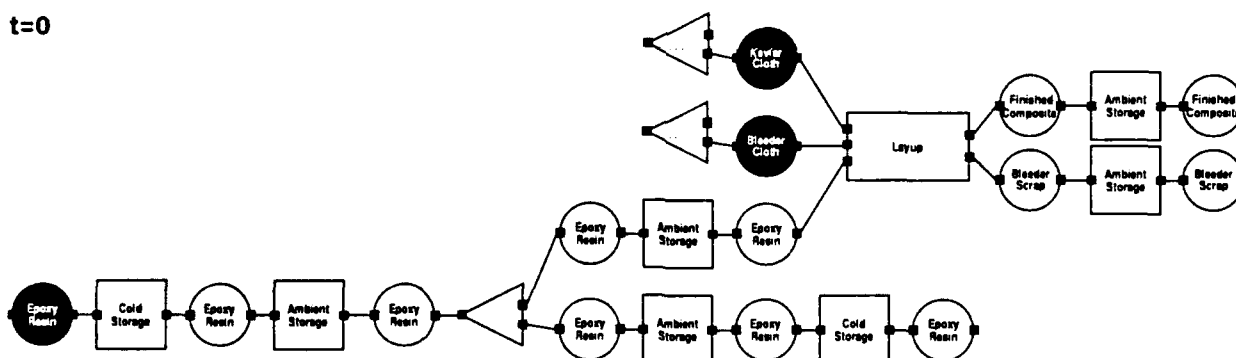 t=0
Kevlar
Cloth
Finished
Composite
Ambient
Storage
Finished
Composite
Bleeder
Cloth
Layup
Bleeder
Scrap
Ambient
Storage
Bleeder
Scrap
Epoxy
Resin
Ambient
Storage
Epoxy
Resin
Epoxy
Resin
Cold
Storage
Epoxy
Resin
Ambient
Storage
Epoxy
Resin
Epoxy
Resin
Ambient
Storage
Epoxy
Resin
Cold
Storage
Epoxy
Resin